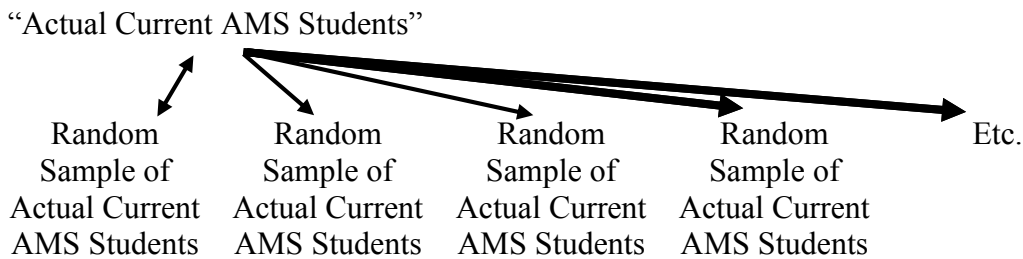 “Actual Current AMS Students”
Random Random Random Random Etc.
Sample of Sample of Sample of Sample of
Actual Current Actual Current Actual Current Actual Current
AMS Students AMS Students AMS Students AMS Students